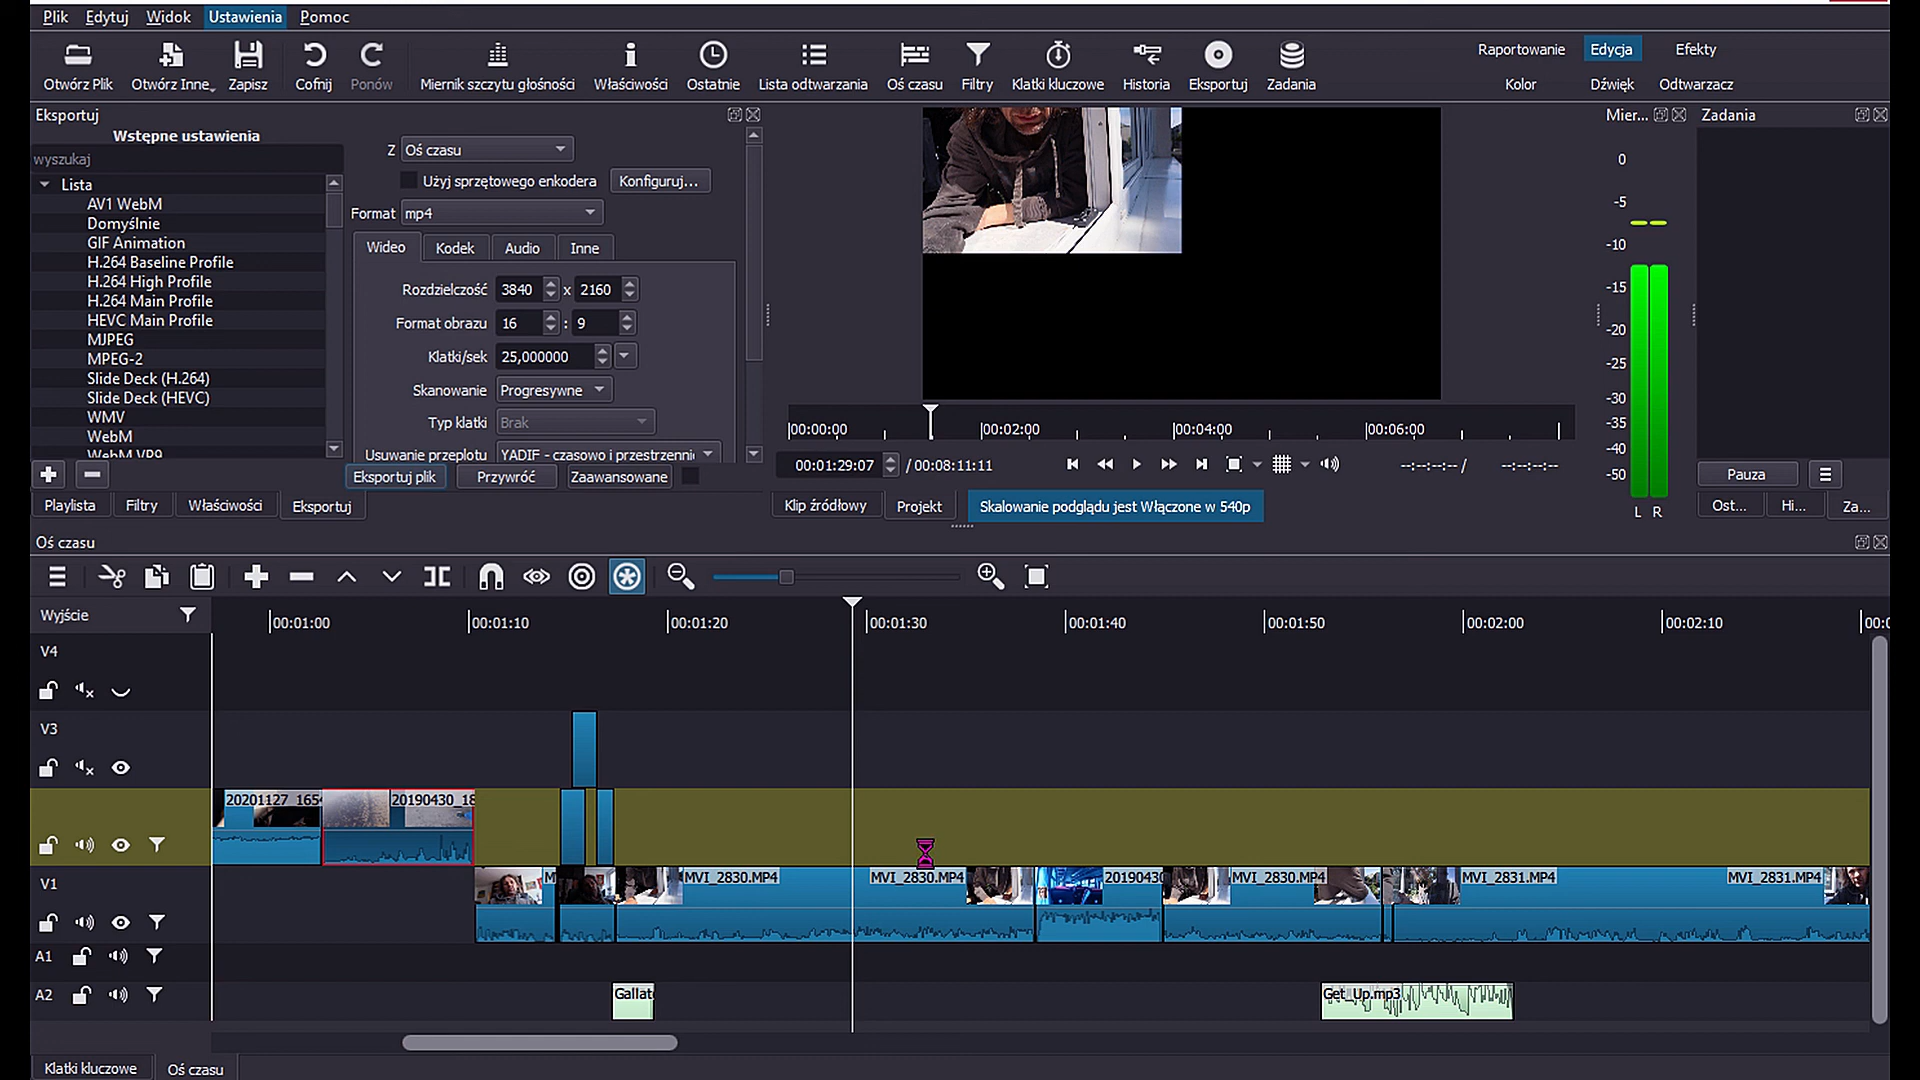 Plik Edytuj Widok Ustawienia Pomoc
Otwórz Plik Otwórz Inne Zapisz Cofnij Ponów Miernik szczytu głośności Właściwości Ostatnie Lista odtwarzania Oś czasu Filtry Klatki kluczowe Historia Eksportuj Zadania
Raportowanie Edycja Efekty
Kolor Dźwięk Odtwarzacz
Eksportuj
Wstępne ustawienia
wyszukaj
Lista
AV1 WebM
Domyślnie
GIF Animation
H.264 Baseline Profile
H.264 High Profile
H.264 Main Profile
HEVC Main Profile
MJPEG
MPEG-2
Slide Deck (H.264)
Slide Deck (HEVC)
WMV
WebM
WebM VP9
Z Oś czasu
Użyj sprzętowego enkodera Konfiguruj...
Format mp4
Wideo Kodek Audio Inne
Rozdzielczość 3840 x 2160
Format obrazu 16 : 9
Klatki/sek 25,000000
Skanowanie Progresywne
Typ klatki Brak
Usuwanie przeplotu YADIF - czasowo i przestrzenni
Eksportuj plik Przywróć Zaawansowane
Playlista Filtry Właściwości Eksportuj
00:00:00 00:02:00 00:04:00 00:06:00
00:01:29:07 / 00:08:11:11 --:--:--:-- / --:--:--:--
Klip źródłowy Projekt Skalowanie podglądu jest Włączone w 540p
Mier...
0
-5
-10
-15
-20
-25
-30
-35
-40
-50
L R
Zadania
Pauza
Ost... Hi... Za...
Oś czasu
Wyjście
00:01:00 00:01:10 00:01:20 00:01:30 00:01:40 00:01:50 00:02:00 00:02:10 00:0
V4
V3
20201127_165 20190430_18
V1
M MVI_2830.MP4 MVI_2830.MP4 2019043 MVI_2830.MP4 MVI_2831.MP4 MVI_2831.MP4
A1
A2 Gallat Get_Up.mp3
Klatki kluczowe Oś czasu